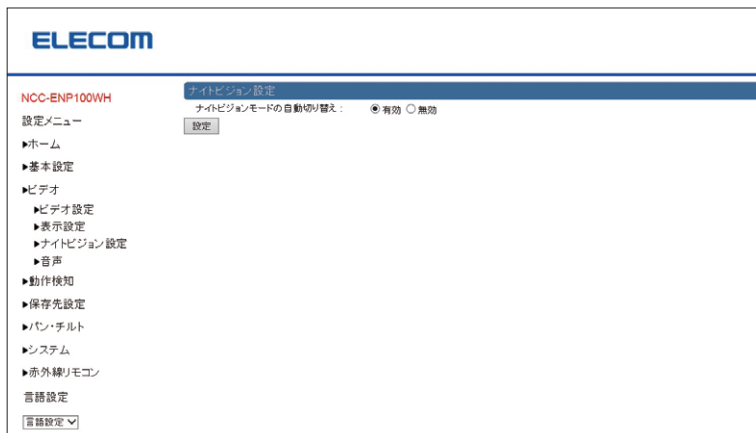 ELECOM
NCC-ENP100WH
設定メニュー
▶ホーム
▶基本設定
▶ビデオ
▶ビデオ設定
▶表示設定
▶ナイトビジョン設定
▶音声
▶動作検知
▶保存先設定
▶パン・チルト
▶システム
▶赤外線リモコン
言語設定
言語設定
ナイトビジョン設定
ナイトビジョンモードの自動切り替え： 有効 無効
設定